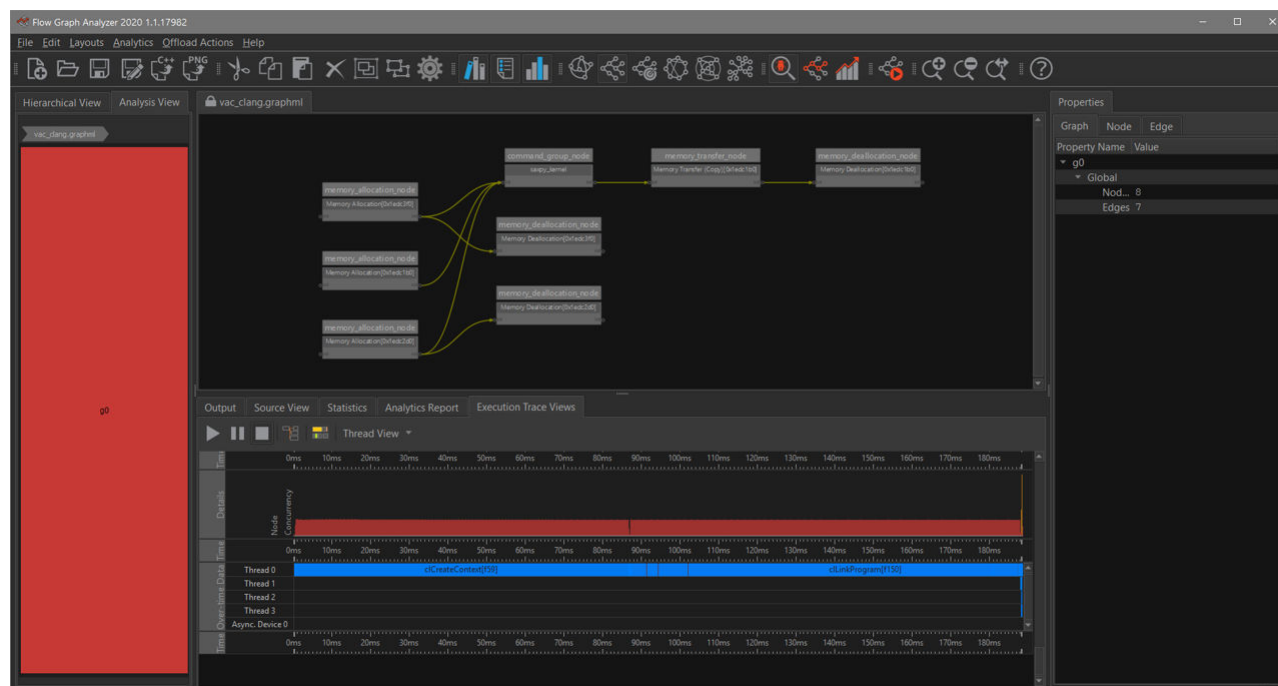 Flow Graph Analyzer 2020 1.1.17982
File Edit Layouts Analytics Offload Actions Help
C++ PNG
Hierarchical View Analysis View
vac_clang.graphml
Properties
vac_clang.graphml
Graph Node Edge
Property Name Value
g0
Global
Nod... 8
Edges 7
command_group_node
saxpy_kernel
memory_transfer_node
memory_deallocation_node
memory_allocation_node
memory_deallocation_node
memory_allocation_node
memory_deallocation_node
memory_allocation_node
g0
Output Source View Statistics Analytics Report Execution Trace Views
Thread View
Time
0ms 10ms 20ms 30ms 40ms 50ms 60ms 70ms 80ms 90ms 100ms 110ms 120ms 130ms 140ms 150ms 160ms 170ms 180ms
Details
Node
Concurrency
Time
0ms 10ms 20ms 30ms 40ms 50ms 60ms 70ms 80ms 90ms 100ms 110ms 120ms 130ms 140ms 150ms 160ms 170ms 180ms
Over-time Data
Thread 0 clCreateContext[f59] clLinkProgram[f150]
Thread 1
Thread 2
Thread 3
Async. Device 0
Time
0ms 10ms 20ms 30ms 40ms 50ms 60ms 70ms 80ms 90ms 100ms 110ms 120ms 130ms 140ms 150ms 160ms 170ms 180ms